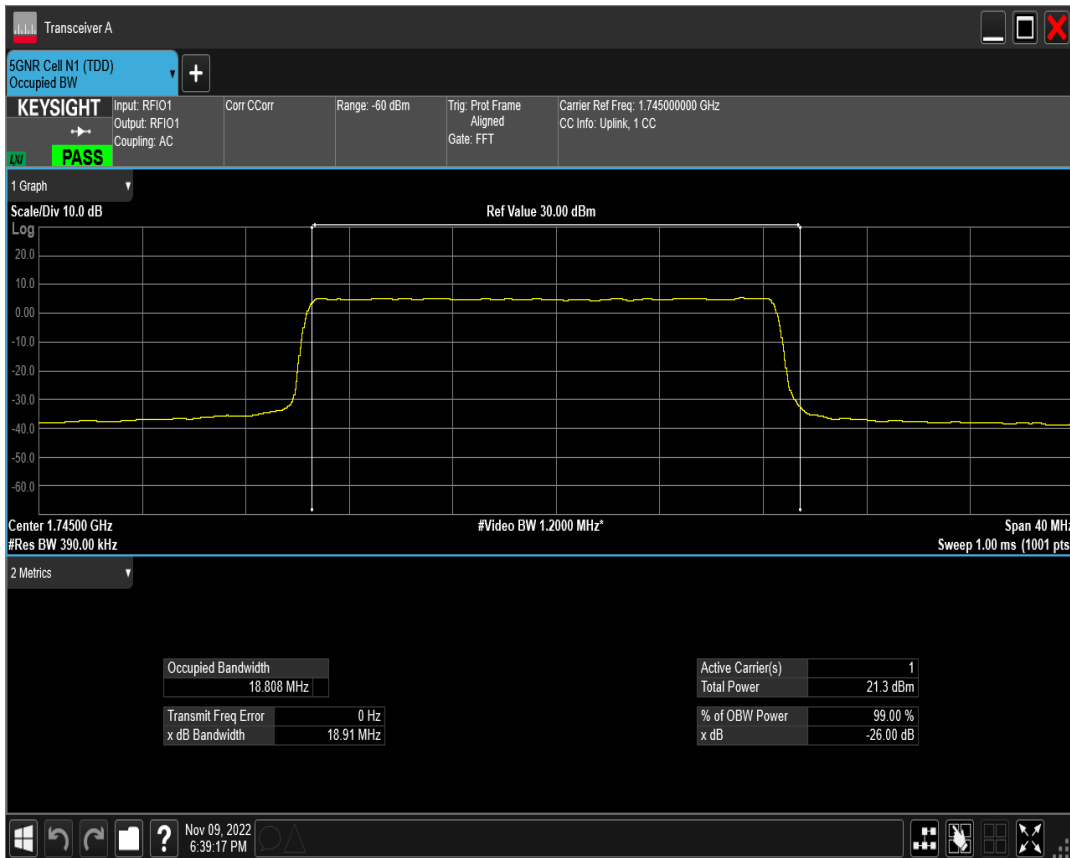 Transceiver A
5GNR Cell N1 (TDD)
Occupied BW
+
KEYSIGHT
LXI
PASS
Input: RFIO1
Output: RFIO1
Coupling: AC
Corr CCorr
Range: -60 dBm
Trig: Prot Frame
Aligned
Gate: FFT
Carrier Ref Freq: 1.745000000 GHz
CC Info: Uplink, 1 CC
1 Graph
Scale/Div 10.0 dB
Ref Value 30.00 dBm
Log
20.0
10.0
0.00
-10.0
-20.0
-30.0
-40.0
-50.0
-60.0
Center 1.74500 GHz
#Video BW 1.2000 MHz*
Span 40 MHz
#Res BW 390.00 kHz
Sweep 1.00 ms (1001 pts
2 Metrics
Occupied Bandwidth
18.808 MHz
Transmit Freq Error 0 Hz
x dB Bandwidth 18.91 MHz
Active Carrier(s) 1
Total Power 21.3 dBm
% of OBW Power 99.00 %
x dB -26.00 dB
?
Nov 09, 2022
6:39:17 PM